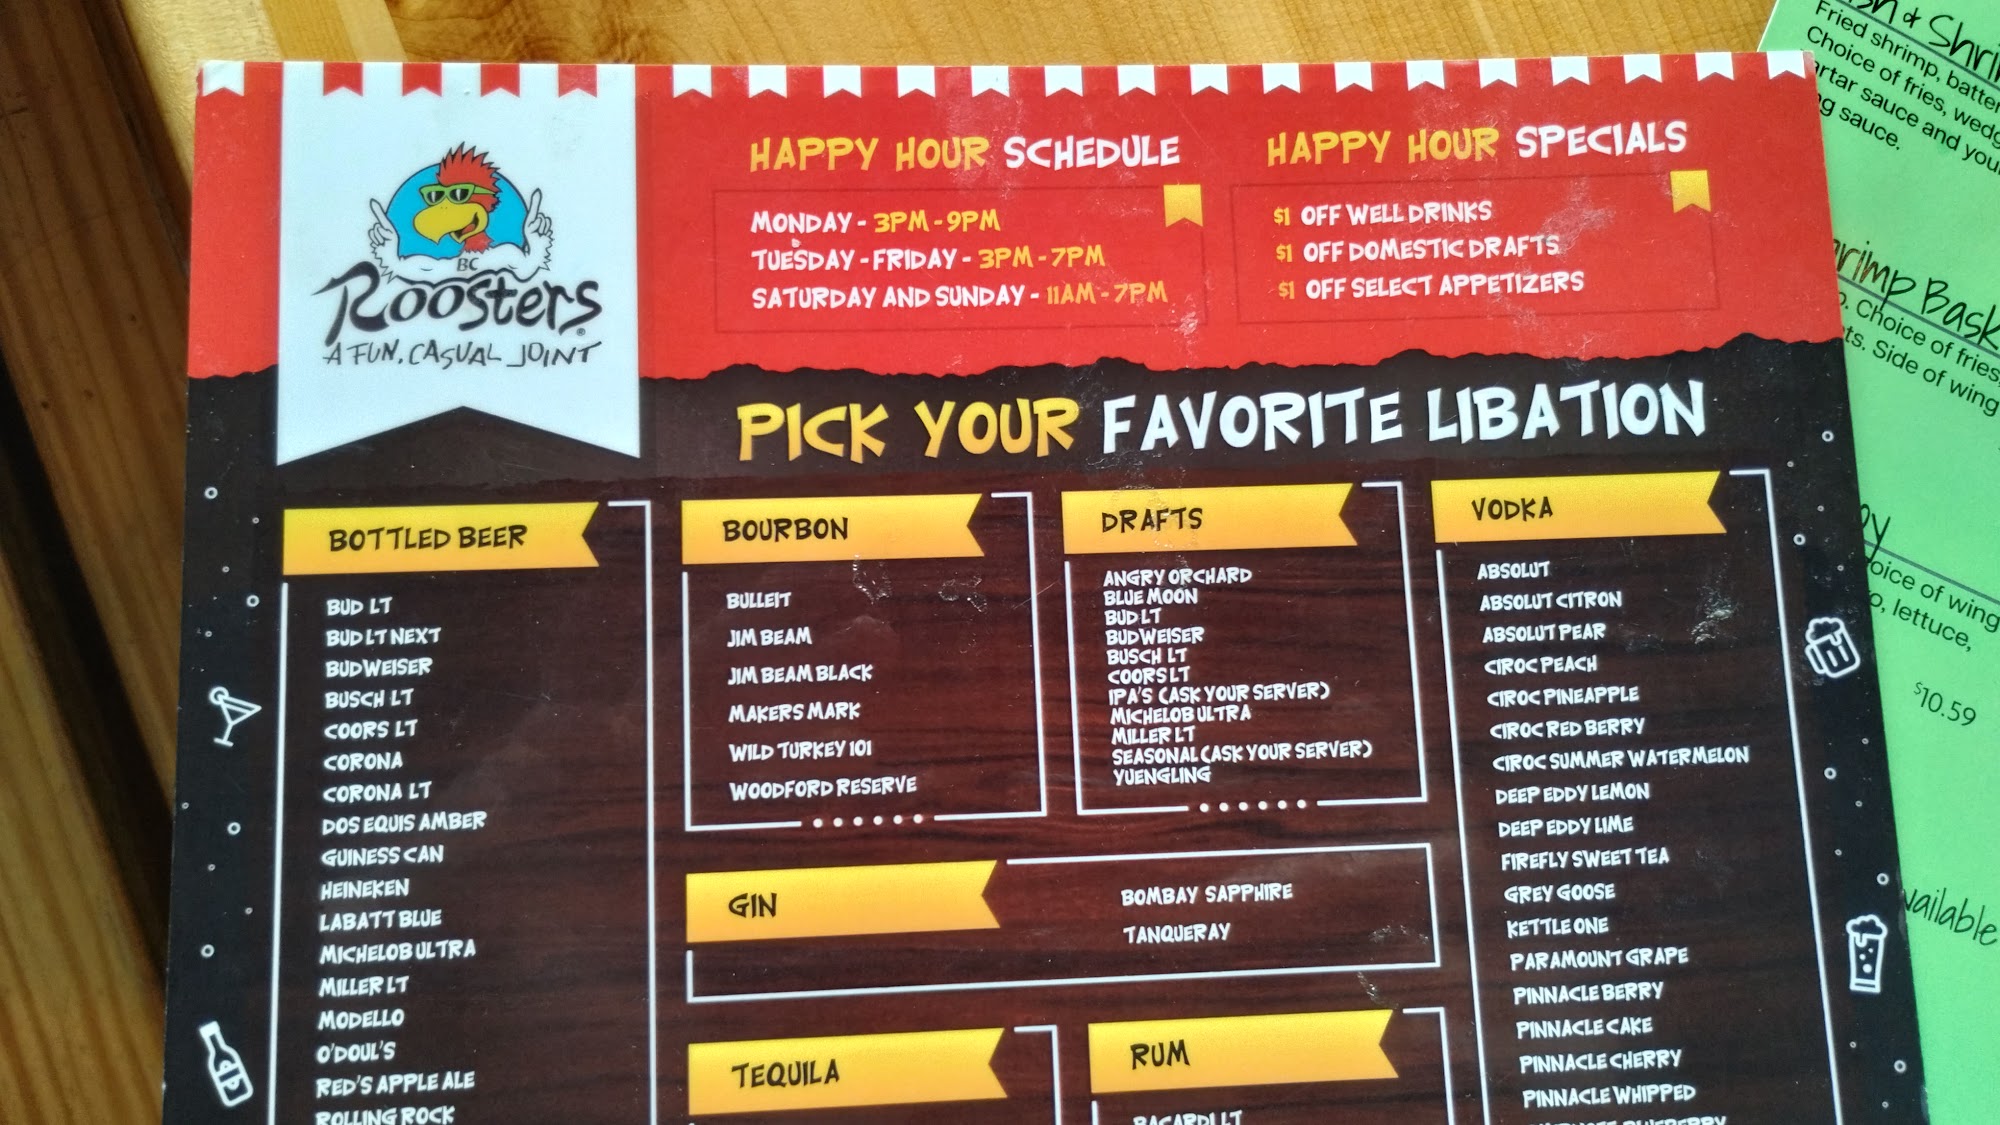 BC
Roosters®
A FUN, CASUAL JOINT
HAPPY HOUR SCHEDULE
MONDAY - 3PM - 9PM
TUESDAY - FRIDAY - 3PM - 7PM
SATURDAY AND SUNDAY - 11AM - 7PM
HAPPY HOUR SPECIALS
$1 OFF WELL DRINKS
$1 OFF DOMESTIC DRAFTS
$1 OFF SELECT APPETIZERS
PICK YOUR FAVORITE LIBATION
BOTTLED BEER
BUD LT
BUD LT NEXT
BUDWEISER
BUSCH LT
COORS LT
CORONA
CORONA LT
DOS EQUIS AMBER
GUINESS CAN
HEINEKEN
LABATT BLUE
MICHELOB ULTRA
MILLER LT
MODELLO
O'DOUL'S
RED'S APPLE ALE
ROLLING ROCK
BOURBON
BULLEIT
JIM BEAM
JIM BEAM BLACK
MAKERS MARK
WILD TURKEY 101
WOODFORD RESERVE
DRAFTS
ANGRY ORCHARD
BLUE MOON
BUD LT
BUDWEISER
BUSCH LT
COORS LT
IPA'S (ASK YOUR SERVER)
MICHELOB ULTRA
MILLER LT
SEASONAL (ASK YOUR SERVER)
YUENGLING
GIN
BOMBAY SAPPHIRE
TANQUERAY
TEQUILA
RUM
BACARDI LT
VODKA
ABSOLUT
ABSOLUT CITRON
ABSOLUT PEAR
CIROC PEACH
CIROC PINEAPPLE
CIROC RED BERRY
CIROC SUMMER WATERMELON
DEEP EDDY LEMON
DEEP EDDY LIME
FIREFLY SWEET TEA
GREY GOOSE
KETTLE ONE
PARAMOUNT GRAPE
PINNACLE BERRY
PINNACLE CAKE
PINNACLE CHERRY
PINNACLE WHIPPED
& Shri
Fried shrimp, batter
Choice of fries, wedg
tartar sauce and you
sauce.
Shrimp Bask
Choice of fries,
Side of wing
oice of wing
lettuce,
$10.59
vailable